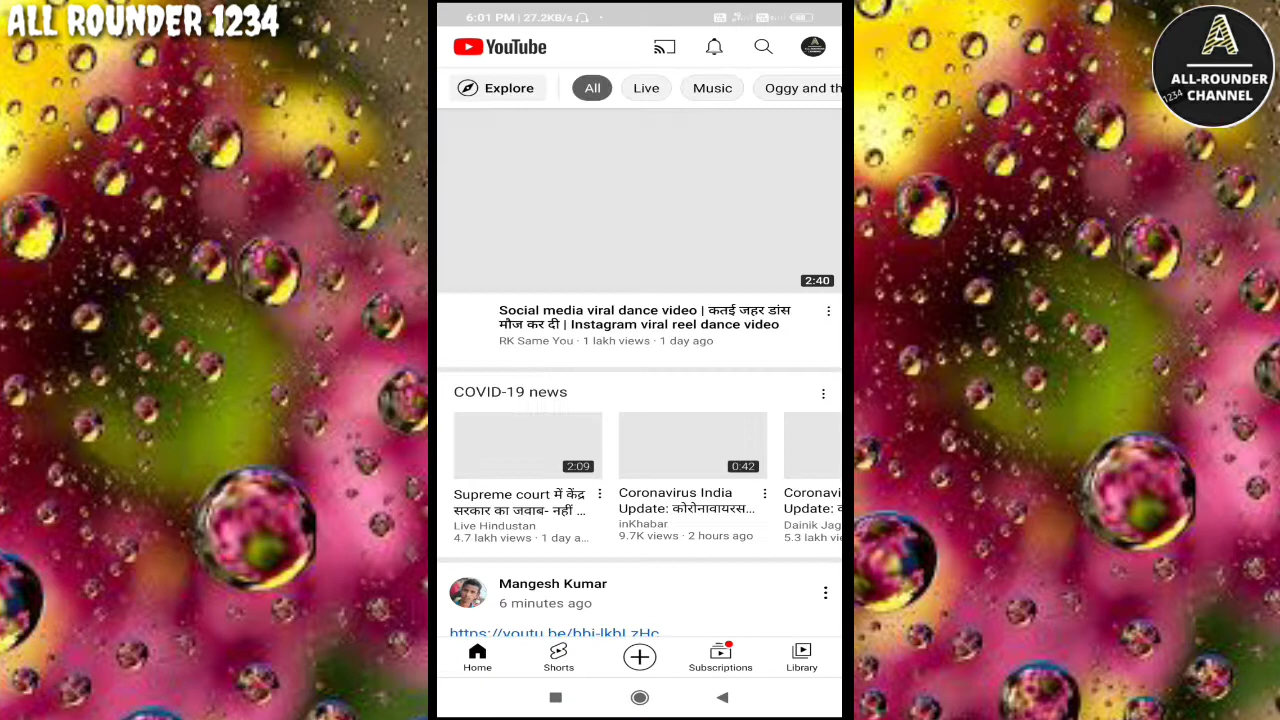 ALL ROUNDER 1234
A
ALL-ROUNDER
1234 CHANNEL
6:01 PM | 27.2KB/s
YouTube
Explore
All
Live
Music
Oggy and th
2:40
Social media viral dance video | कतई जहर डांस
मौज कर दी | Instagram viral reel dance video
RK Same You · 1 lakh views · 1 day ago
COVID-19 news
2:09
0:42
Supreme court में केंद्र
सरकार का जवाब- नहीं ...
Live Hindustan
4.7 lakh views · 1 day a...
Coronavirus India
Update: कोरोनावायरस...
inKhabar
9.7K views · 2 hours ago
Coronavi
Update:
Dainik Jag
5.3 lakh vi
Mangesh Kumar
6 minutes ago
Home
Shorts
Subscriptions
Library